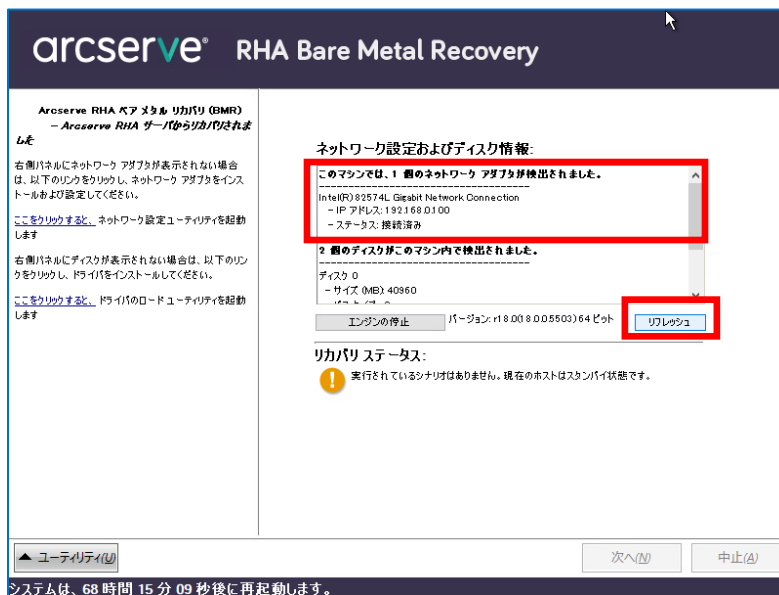 arcserve® RHA Bare Metal Recovery
Arcserve RHA ベア メタル リカバリ (BMR)
– Arcserve RHA サーバからリカバリされま
した
右側パネルにネットワーク アダプタが表示されない場合
は、以下のリンクをクリックし、ネットワーク アダプタをインス
トールおよび設定してください。
ここをクリックすると、 ネットワーク設定ユーティリティを起動
します
右側パネルにディスクが表示されない場合は、以下のリン
クをクリックし、ドライバをインストールしてください。
ここをクリックすると、 ドライバのロード ユーティリティを起動
します
ネットワーク設定およびディスク情報:
このマシンでは、1 個のネットワーク アダプタが検出されました。
------------------------------------
Intel(R) 82574L Gigabit Network Connection
– IP アドレス: 192.168.0.100
– ステータス: 接続済み
2 個のディスクがこのマシン内で検出されました。
------------------------------------
ディスク 0
– サイズ (MB): 40960
エンジンの停止 バージョン: r18.0(18.0.0.5503) 64 ビット リフレッシュ
リカバリ ステータス:
実行されているシナリオはありません。現在のホストはスタンバイ状態です。
▲ ユーティリティ(U) 次へ(N) 中止(A)
システムは、68 時間 15 分 09 秒後に再起動します。